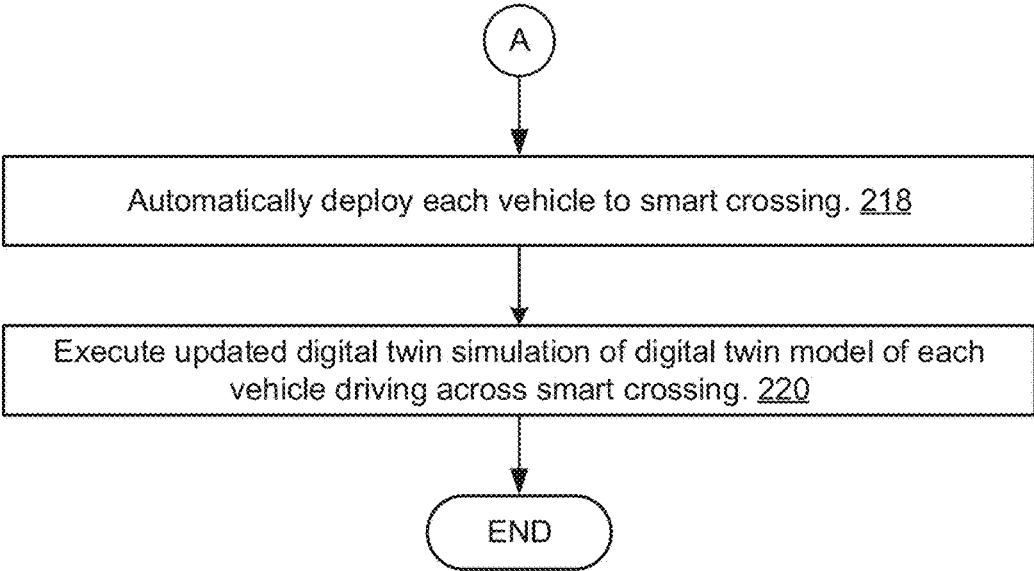 A
Automatically deploy each vehicle to smart crossing. 218
Execute updated digital twin simulation of digital twin model of each
vehicle driving across smart crossing. 220
END